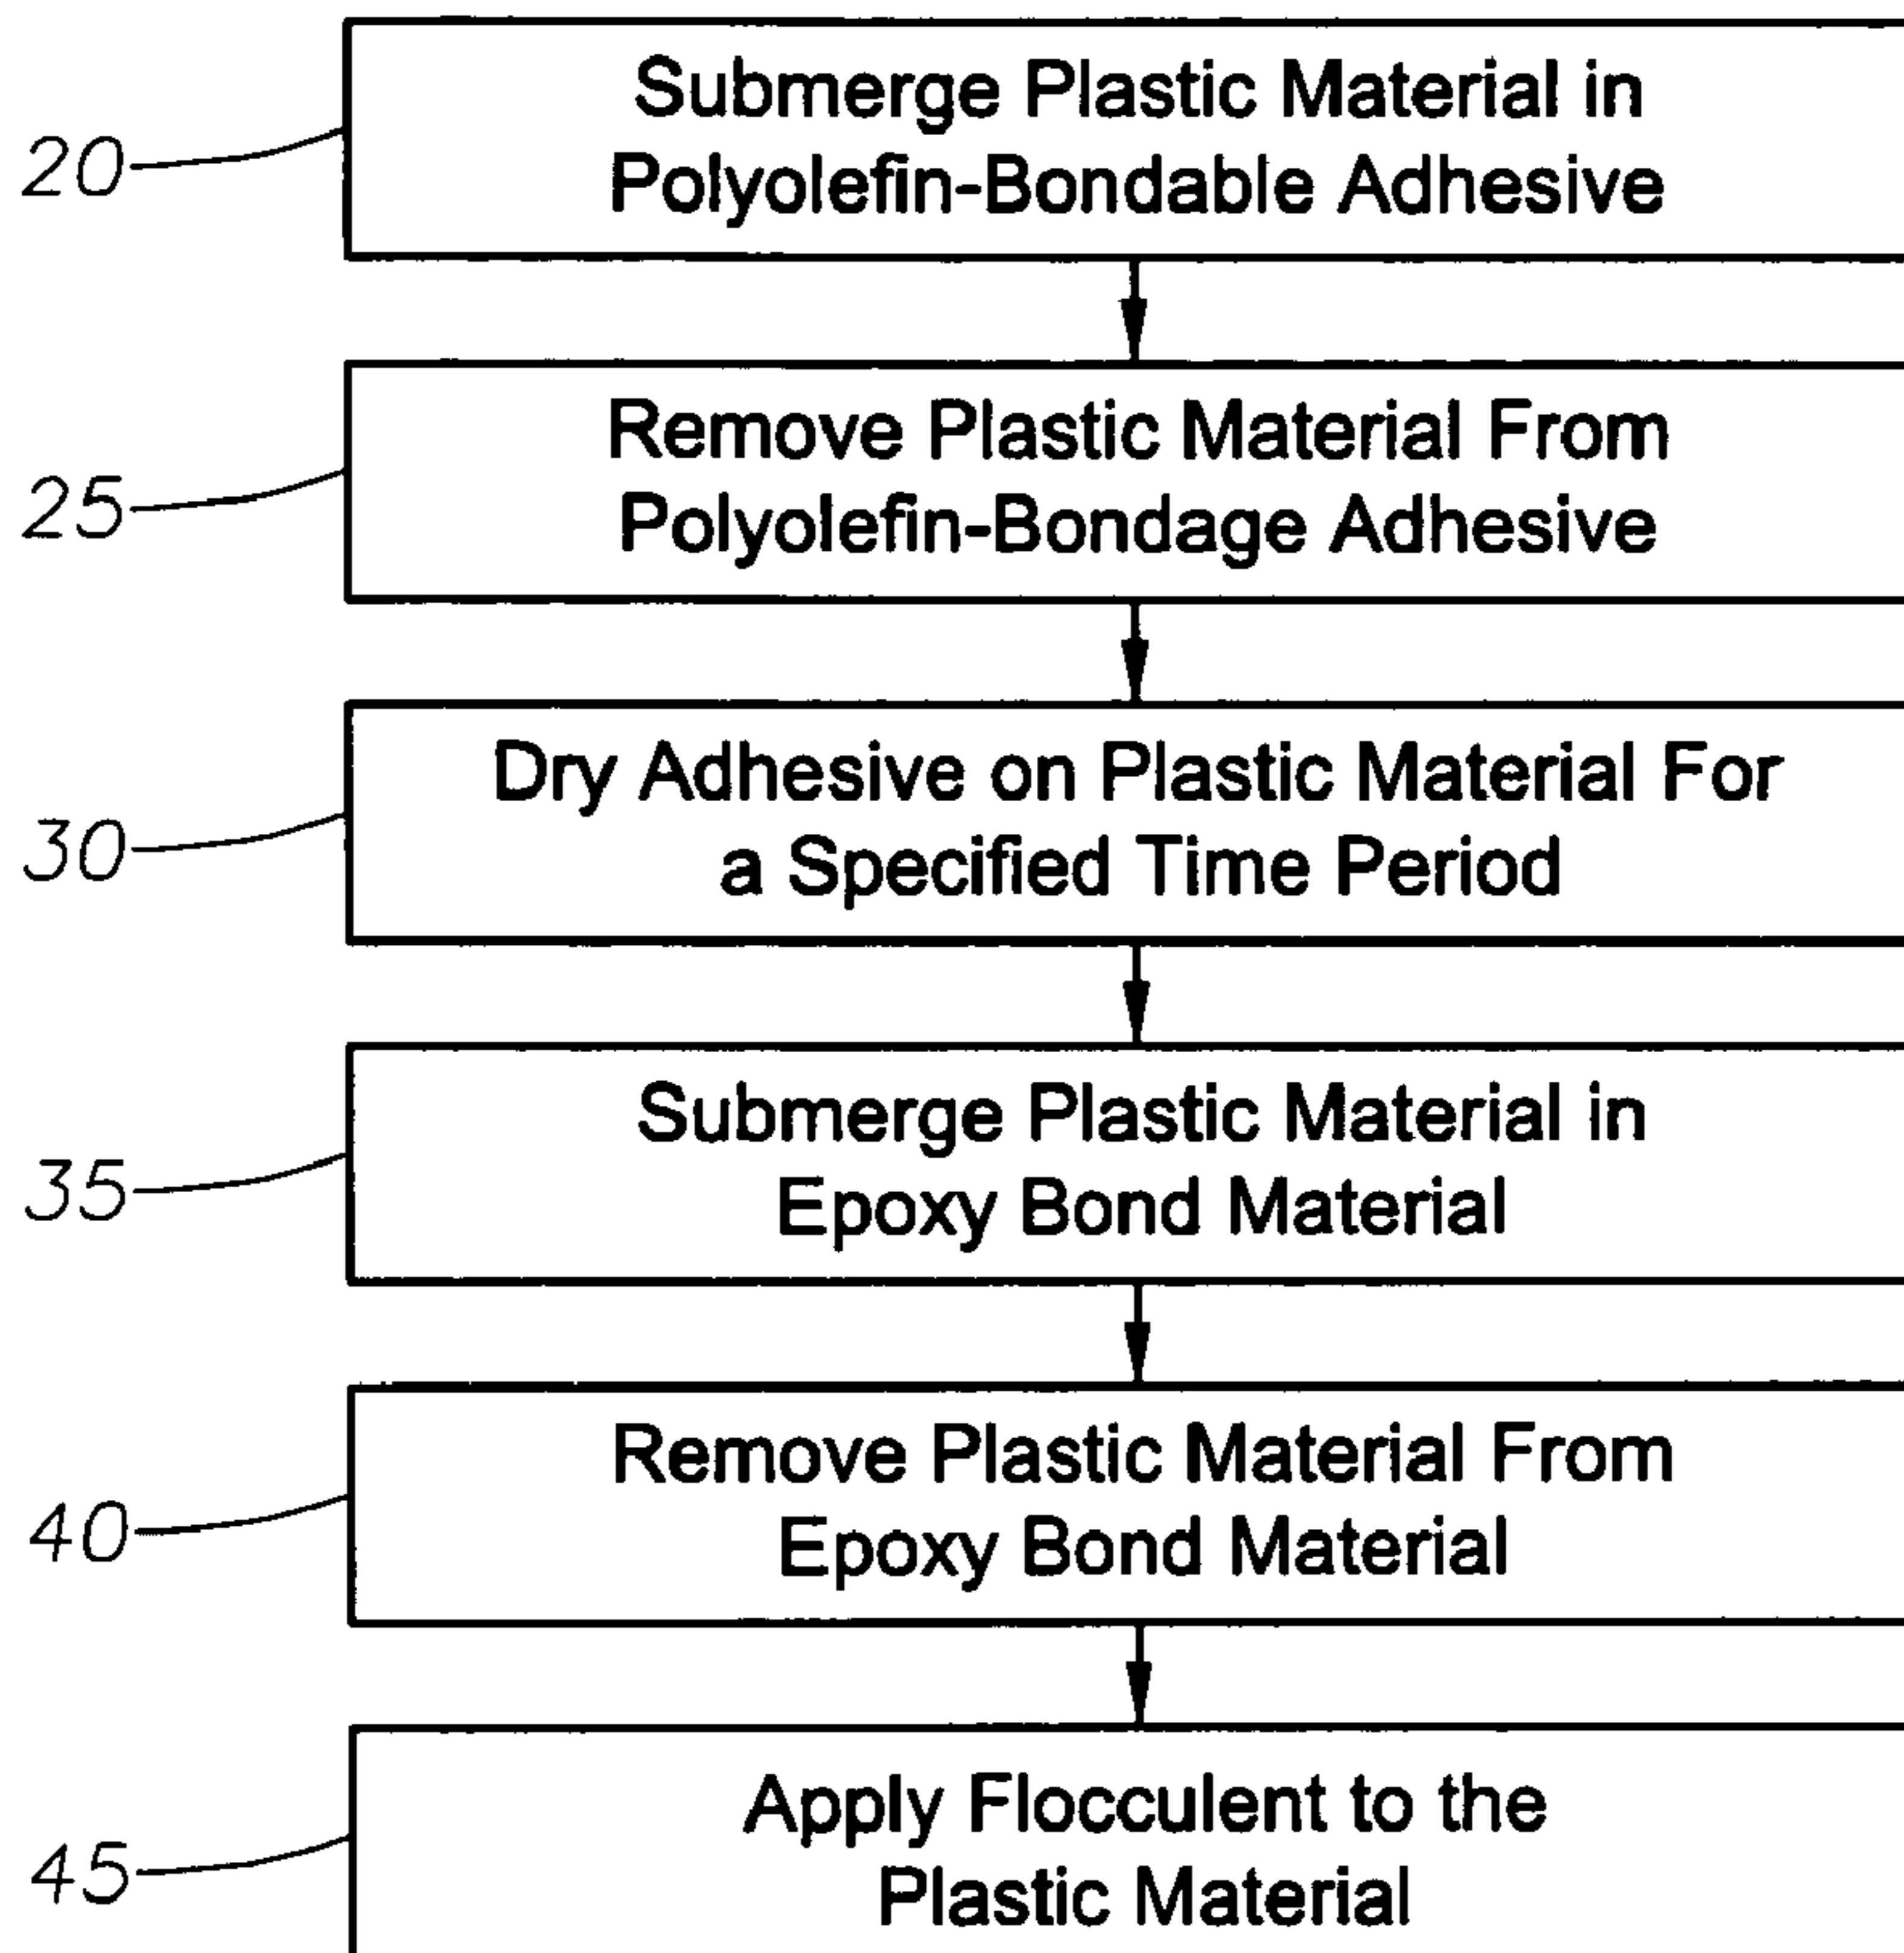 20
Submerge Plastic Material in
Polyolefin-Bondable Adhesive
25
Remove Plastic Material From
Polyolefin-Bondage Adhesive
30
Dry Adhesive on Plastic Material For
a Specified Time Period
35
Submerge Plastic Material in
Epoxy Bond Material
40
Remove Plastic Material From
Epoxy Bond Material
45
Apply Flocculent to the
Plastic Material